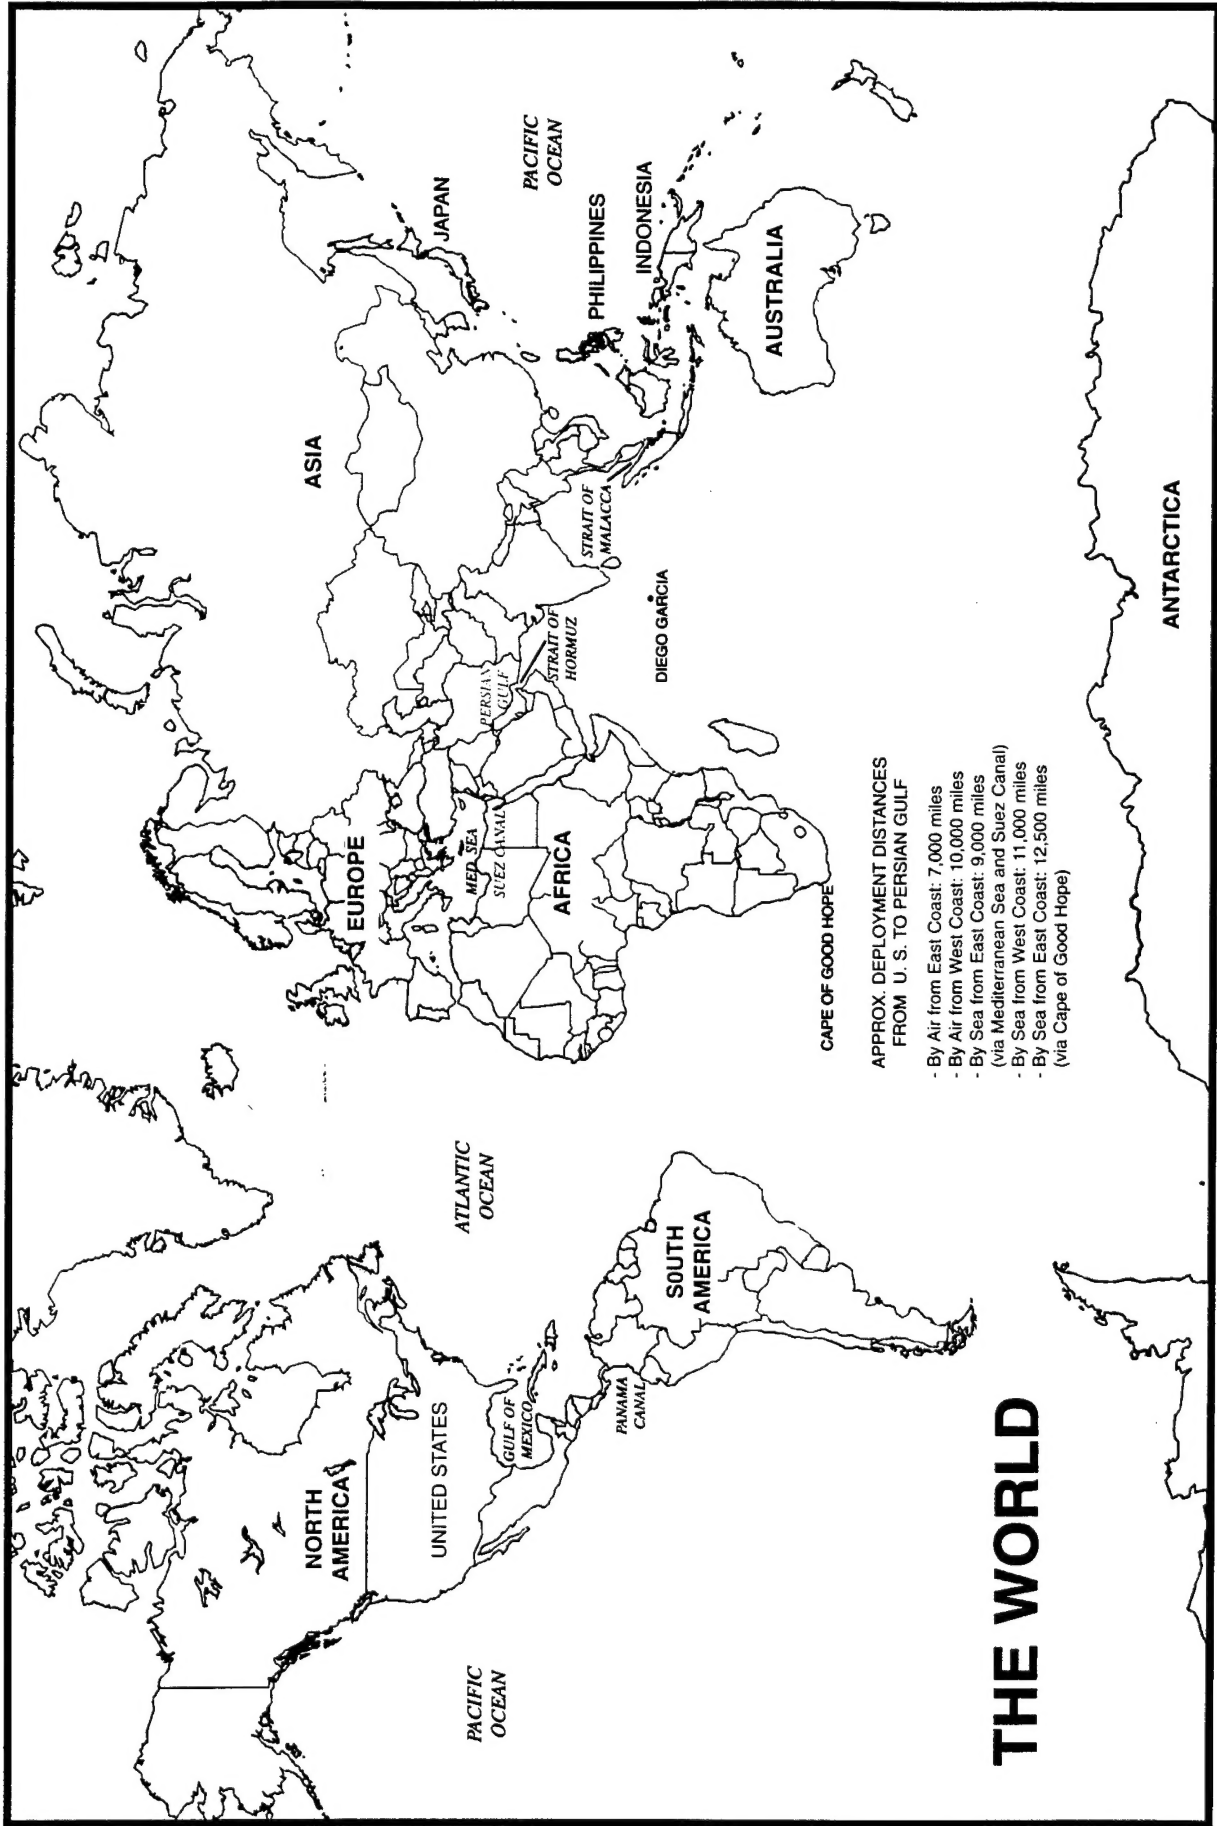 NORTH
AMERICA
UNITED STATES
GULF OF
MEXICO
PANAMA
CANAL
PACIFIC
OCEAN
ATLANTIC
OCEAN
SOUTH
AMERICA
EUROPE
MED SEA
SUEZ CANAL
AFRICA
PERSIAN
GULF
STRAIT OF
HORMUZ
ASIA
STRAIT OF
MALACCA
DIEGO GARCIA
JAPAN
PACIFIC
OCEAN
PHILIPPINES
INDONESIA
AUSTRALIA
CAPE OF GOOD HOPE
APPROX. DEPLOYMENT DISTANCES
FROM U. S. TO PERSIAN GULF
- By Air from East Coast: 7,000 miles
- By Air from West Coast: 10,000 miles
- By Sea from East Coast: 9,000 miles
(via Mediterranean Sea and Suez Canal)
- By Sea from West Coast: 11,000 miles
- By Sea from East Coast: 12,500 miles
(via Cape of Good Hope)
THE WORLD
ANTARCTICA